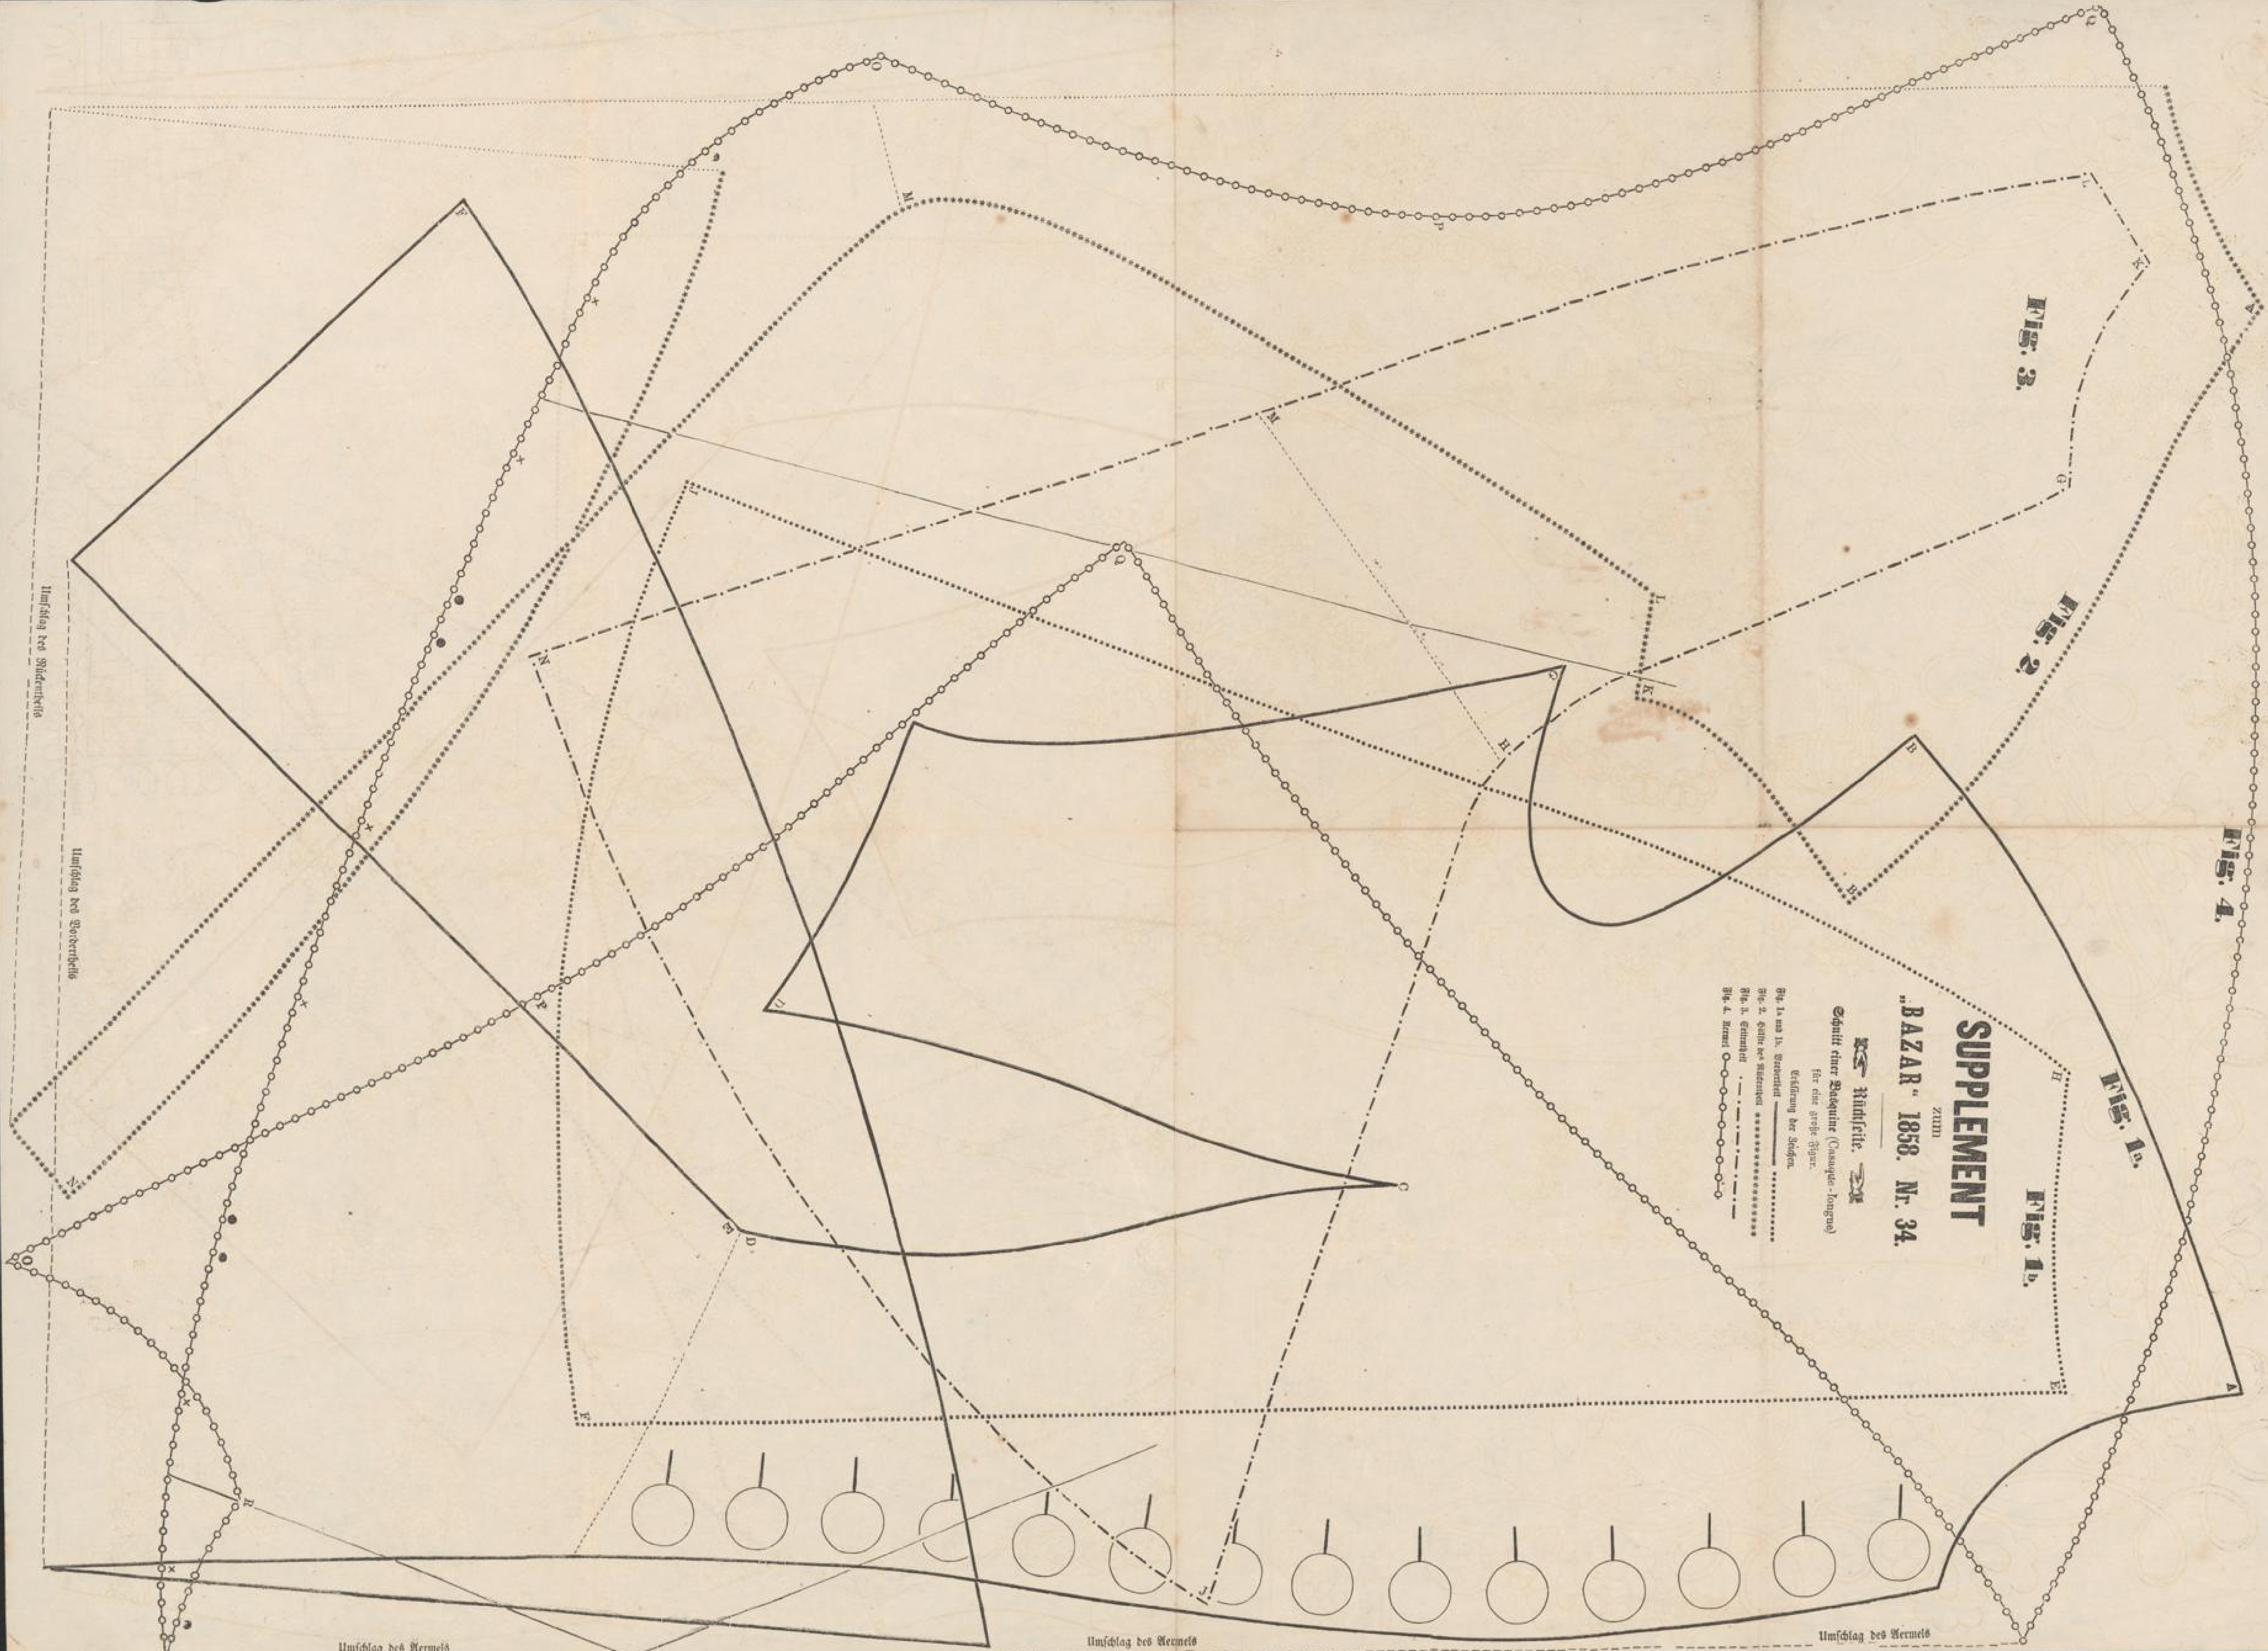 SUPPLEMENT
zum
„BAZAR“ 1858. Nr. 34.
Rückseite.
Schnitt einer Basquine (Casaque-longue)
für eine große Figur.
Erklärung der Zeichen.
Fig. 1a und 1b. Vordertheil
Fig. 2. Hälfte des Rückentheils
Fig. 3. Seitentheil
Fig. 4. Aermel
Fig. 1a.
Fig. 1b.
Fig. 2.
Fig. 3.
Fig. 4.
Umschlag des Rückentheils
Umschlag des Vordertheils
Umschlag des Aermels
Umschlag des Aermels
Umschlag des Aermels
O
Q
P
M
F
L
K
G
A
M
J
N
Q
L
K
H
G
B
B
P
C
H
E
D
N
O
F
E
A
R
J